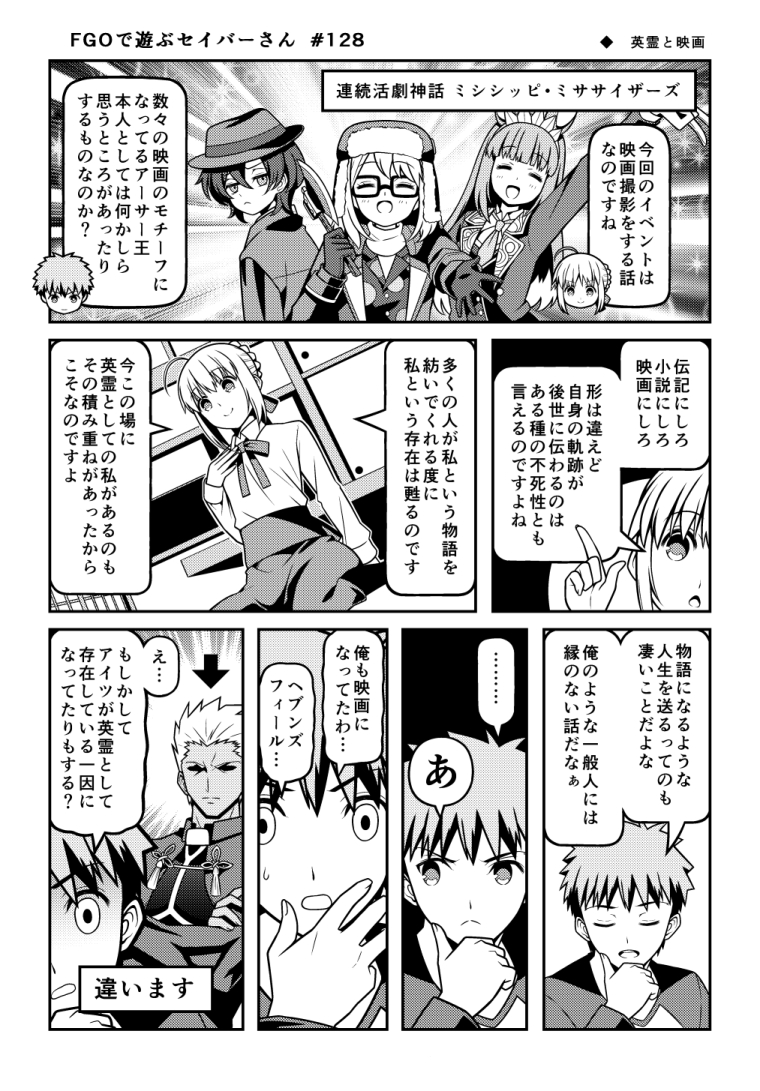 FGOで遊ぶセイバーさん #128
◆ 英霊と映画
連続活劇神話 ミシシッピ・ミササイザーズ
今回のイベントは
映画撮影をする話
なのですね
数々の映画のモチーフに
なってるアーサー王
本人としては何かしら
思うところがあったり
するものなのか?
伝記にしろ
小説にしろ
映画にしろ
形は違えど
自身の軌跡が
後世に伝わるのは
ある種の不死性とも
言えるのですよね
多くの人が私という物語を
紡いでくれる度に
私という存在は甦るのです
今この場に
英霊としての私があるのも
その積み重ねがあったから
こそなのですよ
物語になるような
人生を送るってのも
凄いことだよな
俺のような一般人には
縁のない話だなぁ
………
あ
俺も映画に
なってたわ…
ヘブンズ
フィール…
え…
もしかして
アイツが英霊として
存在している一因に
なってたりもする?
違います